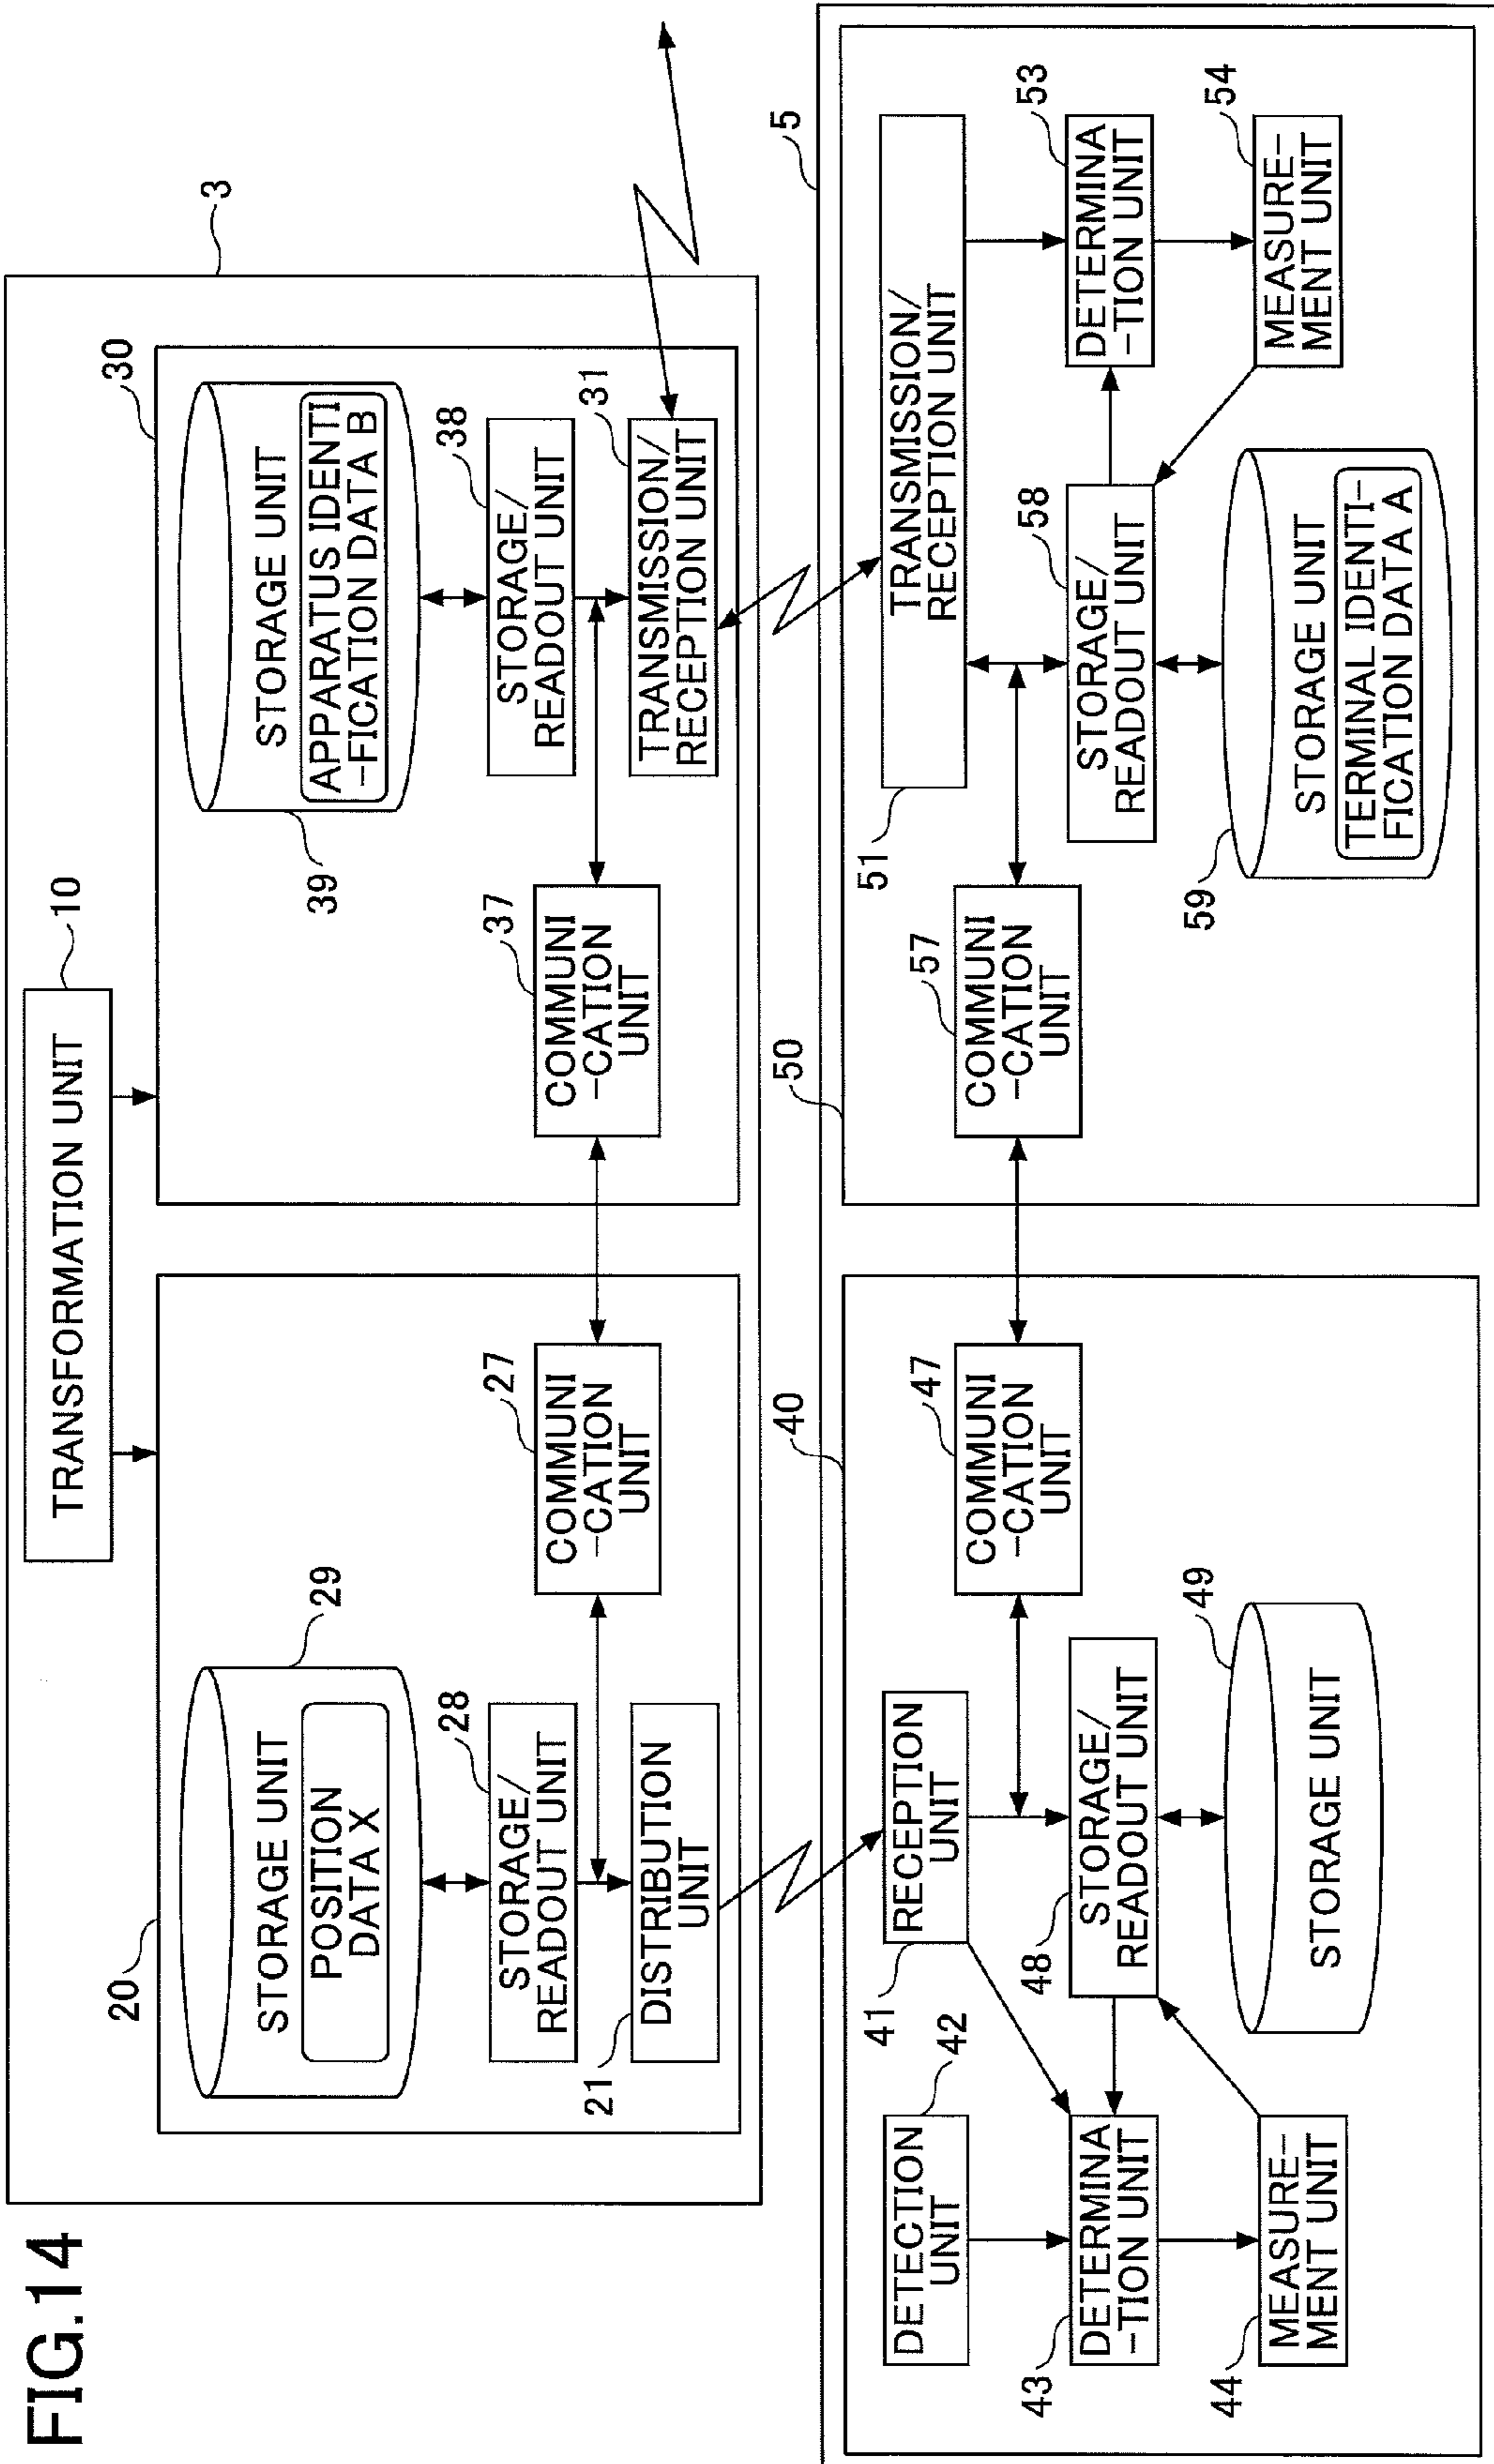 FIG.14
3
TRANSFORMATION UNIT
10
20
STORAGE UNIT
POSITION
DATA X
29
STORAGE/
READOUT UNIT
28
DISTRIBUTION
UNIT
21
COMMUNI
-CATION
UNIT
27
30
STORAGE UNIT
APPARATUS IDENTI
-FICATION DATA B
39
STORAGE/
READOUT UNIT
38
TRANSMISSION/
RECEPTION UNIT
31
COMMUNI
-CATION
UNIT
37
5
40
DETECTION
UNIT
42
RECEPTION
UNIT
41
COMMUNI
-CATION
UNIT
47
DETERMINA
-TION UNIT
43
STORAGE/
READOUT UNIT
48
MEASURE-
MENT UNIT
44
STORAGE UNIT
49
50
TRANSMISSION/
RECEPTION UNIT
51
COMMUNI
-CATION
UNIT
57
STORAGE/
READOUT UNIT
58
DETERMINA
-TION UNIT
53
MEASURE-
MENT UNIT
54
STORAGE UNIT
TERMINAL IDENTI-
FICATION DATA A
59